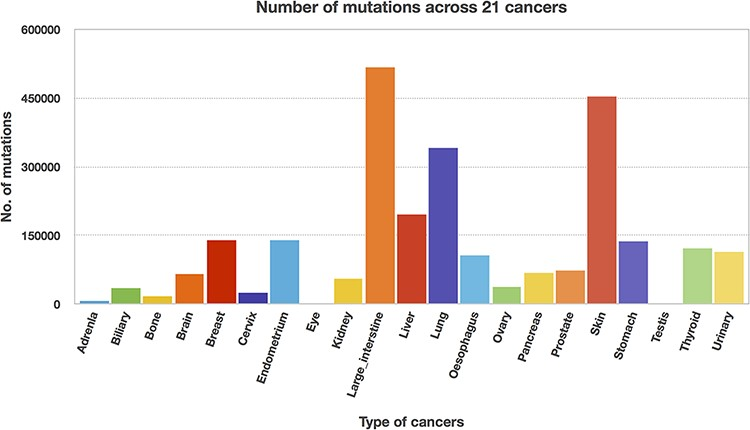 Number of mutations across 21 cancers
No. of mutations
600000
450000
300000
150000
0
Adrenla
Biliary
Bone
Brain
Breast
Cervix
Endometrium
Eye
Kidney
Large_interstine
Liver
Lung
Oesophagus
Ovary
Pancreas
Prostate
Skin
Stomach
Testis
Thyroid
Urinary
Type of cancers